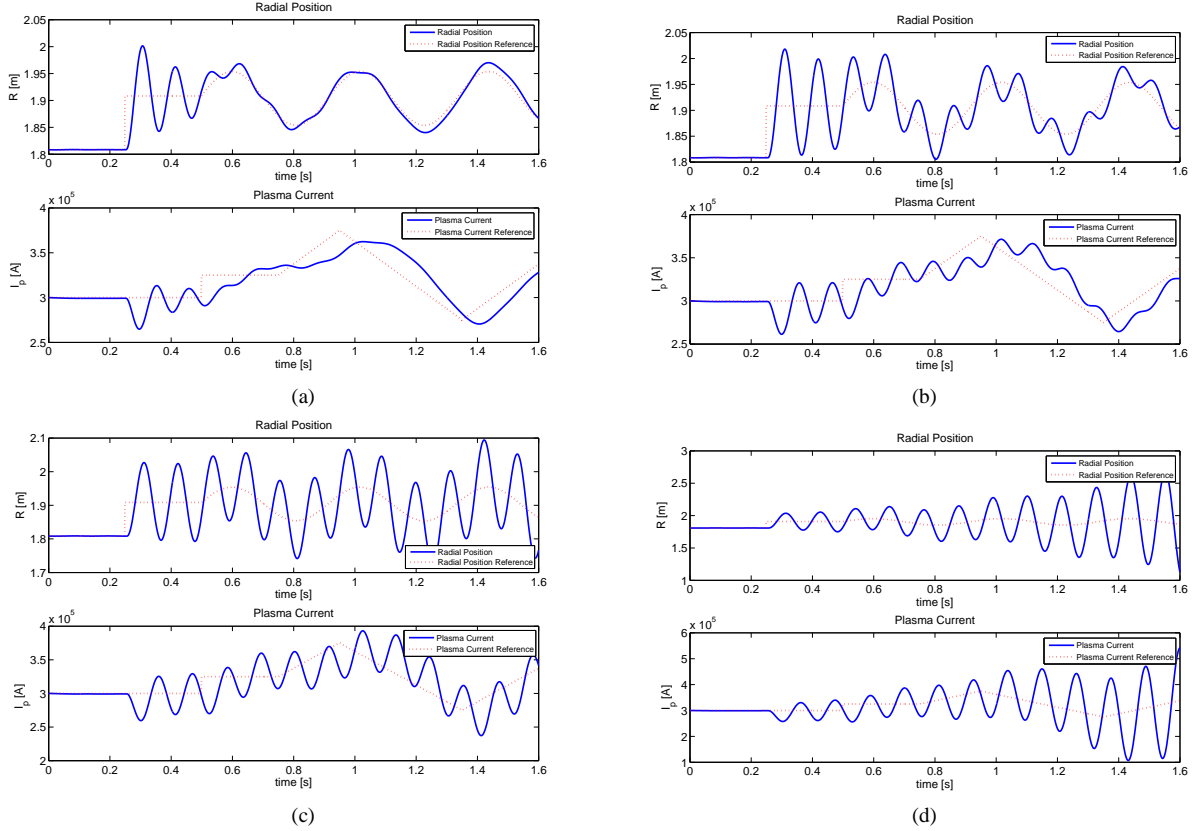 Radial Position
2.05
2
1.95
1.9
1.85
1.8
R [m]
Radial Position
Radial Position Reference
0 0.2 0.4 0.6 0.8 1 1.2 1.4 1.6
time [s]
Plasma Current
x 10^5
4
3.5
3
2.5
I_p [A]
Plasma Current
Plasma Current Reference
0 0.2 0.4 0.6 0.8 1 1.2 1.4 1.6
time [s]
(a)
Radial Position
2.05
2
1.95
1.9
1.85
1.8
R [m]
Radial Position
Radial Position Reference
0 0.2 0.4 0.6 0.8 1 1.2 1.4 1.6
time [s]
Plasma Current
x 10^5
4
3.5
3
2.5
I_p [A]
Plasma Current
Plasma Current Reference
0 0.2 0.4 0.6 0.8 1 1.2 1.4 1.6
time [s]
(b)
Radial Position
2.1
2
1.9
1.8
1.7
R [m]
Radial Position
Radial Position Reference
0 0.2 0.4 0.6 0.8 1 1.2 1.4 1.6
time [s]
Plasma Current
x 10^5
4
3.5
3
2.5
2
I_p [A]
Plasma Current
Plasma Current Reference
0 0.2 0.4 0.6 0.8 1 1.2 1.4 1.6
time [s]
(c)
Radial Position
3
2.5
2
1.5
1
R [m]
Radial Position
Radial Position Reference
0 0.2 0.4 0.6 0.8 1 1.2 1.4 1.6
time [s]
Plasma Current
x 10^5
6
5
4
3
2
1
I_p [A]
Plasma Current
Plasma Current Reference
0 0.2 0.4 0.6 0.8 1 1.2 1.4 1.6
time [s]
(d)